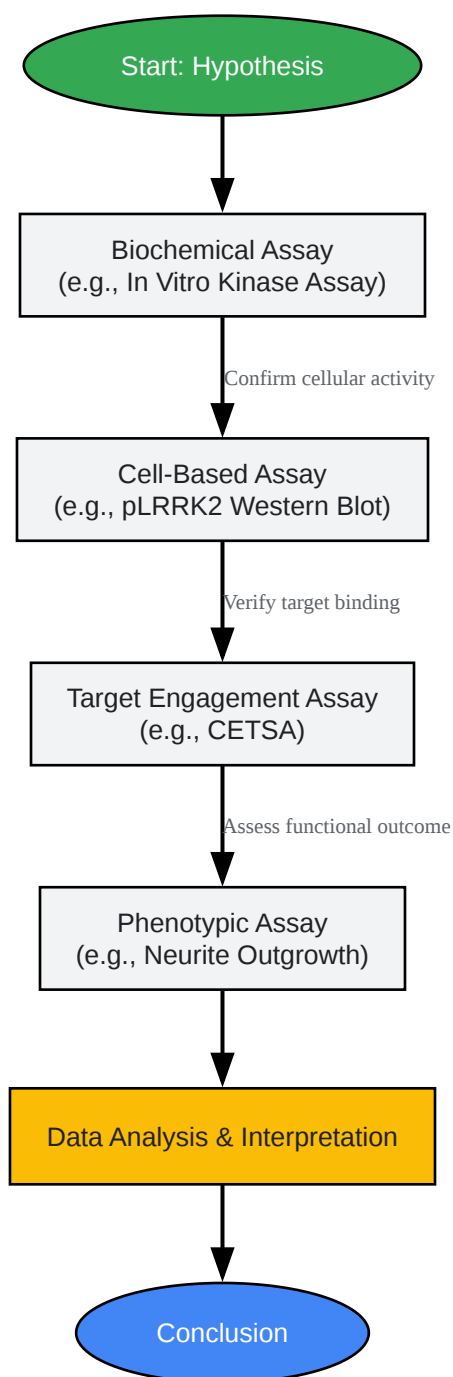 Start: Hypothesis
Biochemical Assay
(e.g., In Vitro Kinase Assay)
Confirm cellular activity
Cell-Based Assay
(e.g., pLRRK2 Western Blot)
Verify target binding
Target Engagement Assay
(e.g., CETSA)
Assess functional outcome
Phenotypic Assay
(e.g., Neurite Outgrowth)
Data Analysis & Interpretation
Conclusion